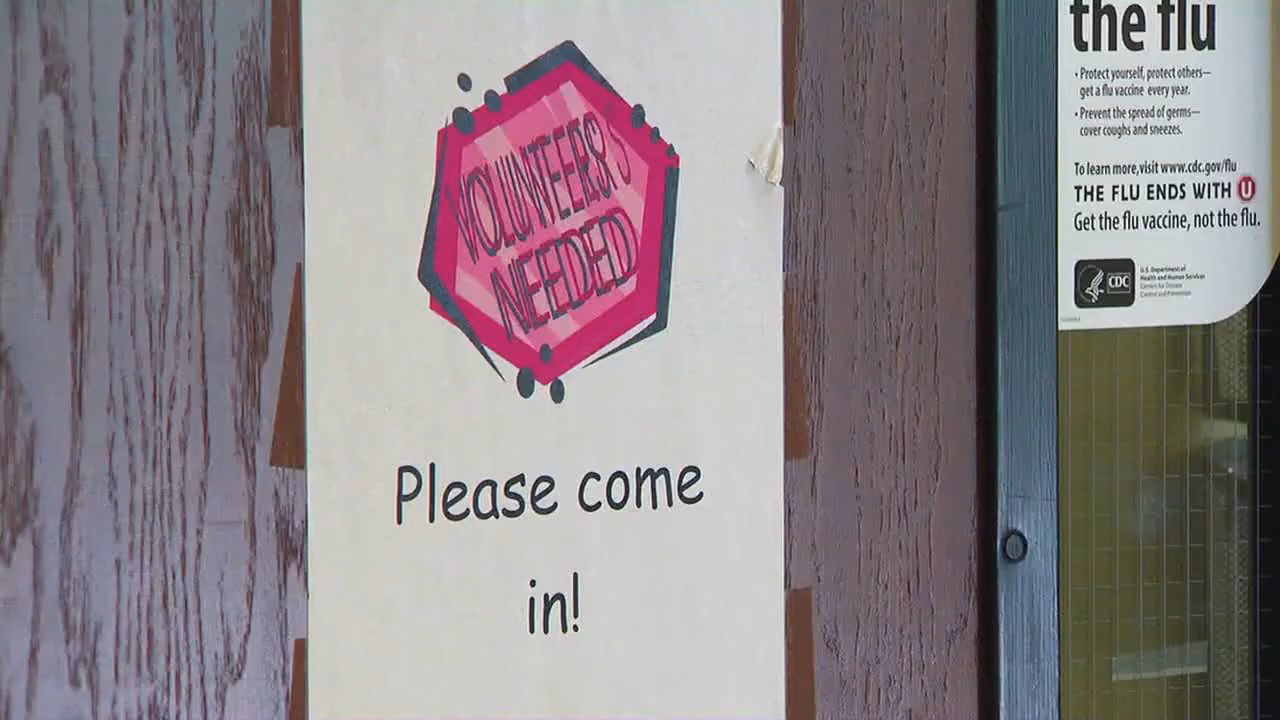 VOLUNTEERS
NEEDED
Please come
in!
the flu
• Protect yourself, protect others—
get a flu vaccine every year.
• Prevent the spread of germs—
cover coughs and sneezes.
To learn more, visit www.cdc.gov/flu
THE FLU ENDS WITH U
Get the flu vaccine, not the flu.
CDC
U.S. Department of
Health and Human Services
Centers for Disease
Control and Prevention